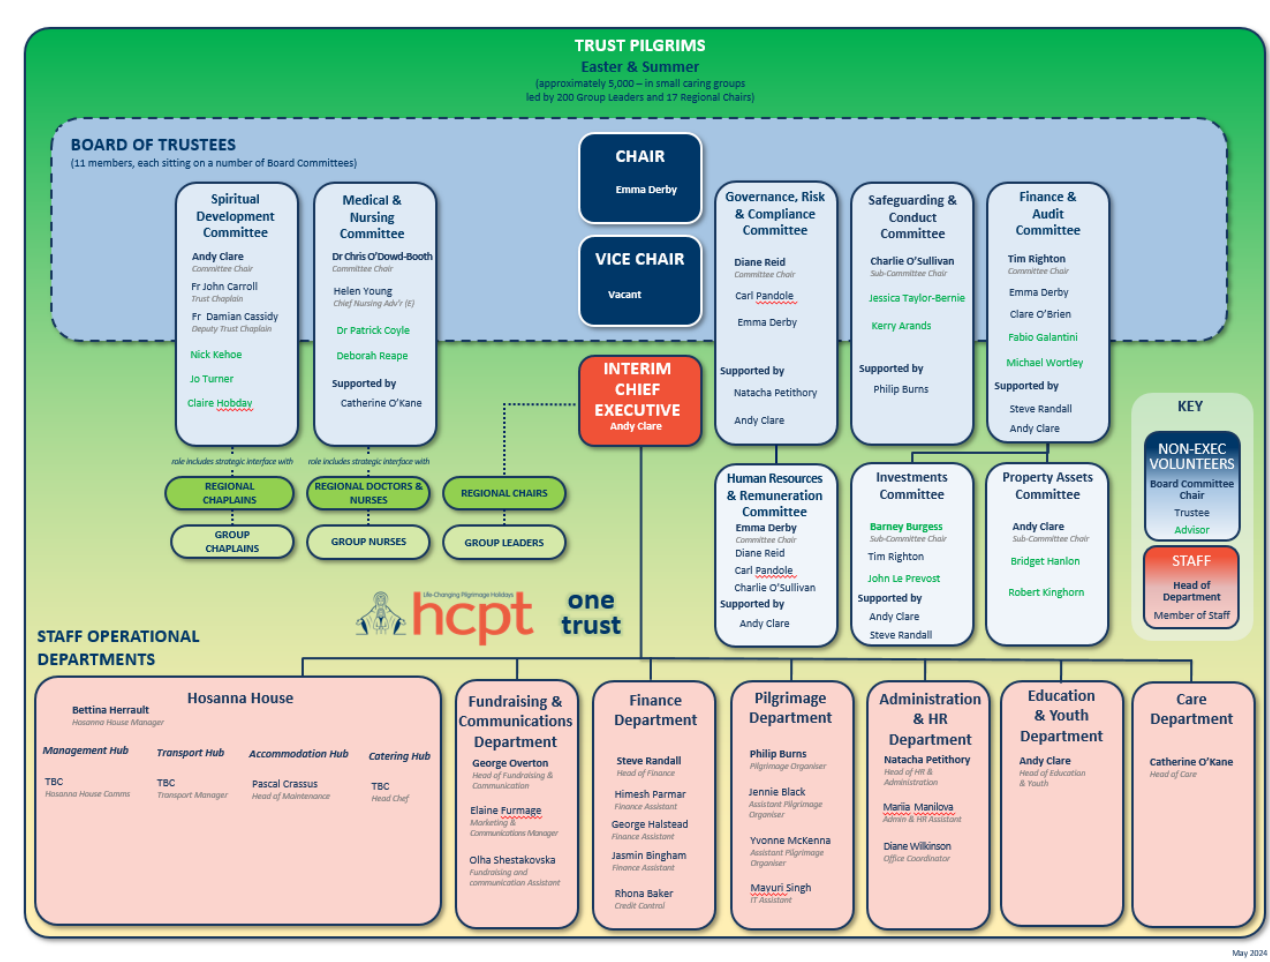 TRUST PILGRIMS
Easter & Summer
(approximately 5,000 – in small caring groups
led by 200 Group Leaders and 17 Regional Chairs)
BOARD OF TRUSTEES
(11 members, each sitting on a number of Board Committees)
CHAIR
Emma Derby
VICE CHAIR
Vacant
Spiritual
Development
Committee
Andy Clare
Committee Chair
Fr John Carroll
Trust Chaplain
Fr Damian Cassidy
Deputy Trust Chaplain
Nick Kehoe
Jo Turner
Claire Hobday
Medical &
Nursing
Committee
Dr Chris O'Dowd-Booth
Committee Chair
Helen Young
Chief Nursing Adv'r (E)
Dr Patrick Coyle
Deborah Reape
Supported by
Catherine O'Kane
Governance, Risk
& Compliance
Committee
Diane Reid
Committee Chair
Carl Pandole
Emma Derby
Supported by
Natacha Petithory
Andy Clare
Safeguarding &
Conduct
Committee
Charlie O'Sullivan
Sub-Committee Chair
Jessica Taylor-Bernie
Kerry Arands
Supported by
Philip Burns
Finance &
Audit
Committee
Tim Righton
Committee Chair
Emma Derby
Clare O'Brien
Fabio Galantini
Michael Wortley
Supported by
Steve Randall
Andy Clare
INTERIM
CHIEF
EXECUTIVE
Andy Clare
role includes strategic interface with
role includes strategic interface with
REGIONAL
CHAPLAINS
REGIONAL DOCTORS &
NURSES
REGIONAL CHAIRS
GROUP
CHAPLAINS
GROUP NURSES
GROUP LEADERS
Human Resources
& Remuneration
Committee
Emma Derby
Committee Chair
Diane Reid
Carl Pandole
Charlie O'Sullivan
Supported by
Andy Clare
Investments
Committee
Barney Burgess
Sub-Committee Chair
Tim Righton
John Le Prevost
Supported by
Andy Clare
Steve Randall
Property Assets
Committee
Andy Clare
Sub-Committee Chair
Bridget Hanlon
Robert Kinghorn
KEY
NON-EXEC
VOLUNTEERS
Board Committee
Chair
Trustee
Advisor
STAFF
Head of
Department
Member of Staff
Life-Changing Pilgrimage Holidays
hcpt
one
trust
STAFF OPERATIONAL
DEPARTMENTS
Hosanna House
Bettina Herrault
Hosanna House Manager
Management Hub
TBC
Hosanna House Comms
Transport Hub
TBC
Transport Manager
Accommodation Hub
Pascal Crassus
Head of Maintenance
Catering Hub
TBC
Head Chef
Fundraising &
Communications
Department
George Overton
Head of Fundraising &
Communication
Elaine Furmage
Marketing &
Communications Manager
Olha Shestakovska
Fundraising and
communication Assistant
Finance
Department
Steve Randall
Head of Finance
Himesh Parmar
Finance Assistant
George Halstead
Finance Assistant
Jasmin Bingham
Finance Assistant
Rhona Baker
Credit Control
Pilgrimage
Department
Philip Burns
Pilgrimage Organiser
Jennie Black
Assistant Pilgrimage
Organiser
Yvonne McKenna
Assistant Pilgrimage
Organiser
Mayuri Singh
IT Assistant
Administration
& HR
Department
Natacha Petithory
Head of HR &
Administration
Mariia Manilova
Admin & HR Assistant
Diane Wilkinson
Office Coordinator
Education
& Youth
Department
Andy Clare
Head of Education
& Youth
Care
Department
Catherine O'Kane
Head of Care
May 2024